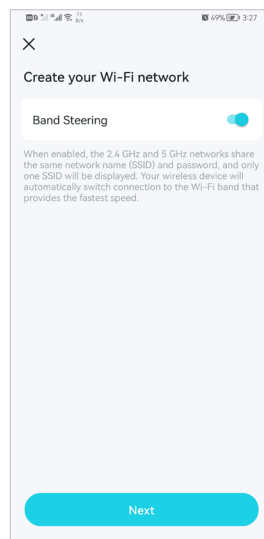 49% 3:27
Create your Wi-Fi network
Band Steering
When enabled, the 2.4 GHz and 5 GHz networks share
the same network name (SSID) and password, and only
one SSID will be displayed. Your wireless device will
automatically switch connection to the Wi-Fi band that
provides the fastest speed.
Next